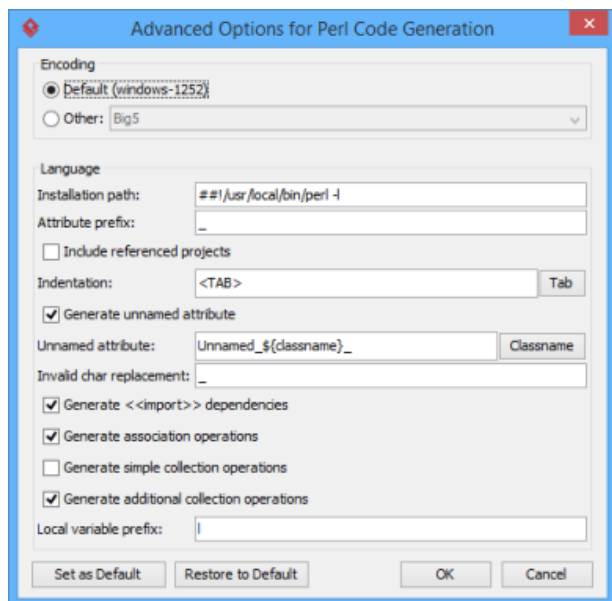 Advanced Options for Perl Code Generation
Encoding
Default (windows-1252)
Other: Big5
Language
Installation path: ##!/usr/local/bin/perl -l
Attribute prefix: _
Include referenced projects
Indentation: <TAB> Tab
Generate unnamed attribute
Unnamed attribute: Unnamed_${classname}_ Classname
Invalid char replacement: _
Generate <<import>> dependencies
Generate association operations
Generate simple collection operations
Generate additional collection operations
Local variable prefix: l
Set as Default Restore to Default OK Cancel